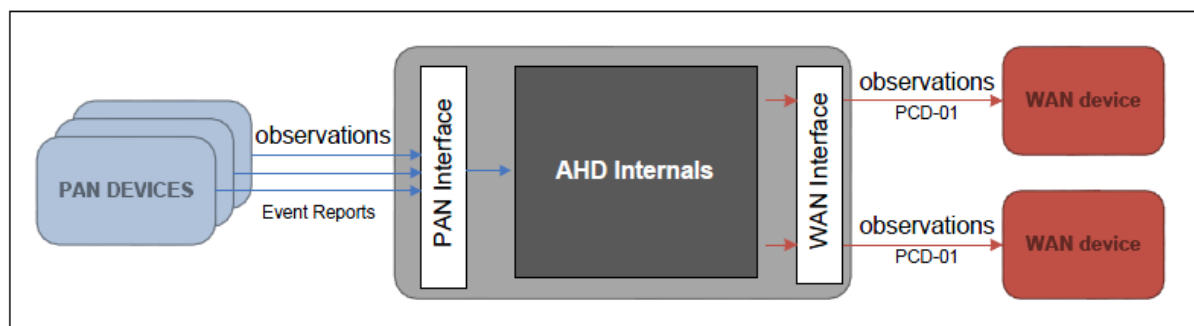 PAN DEVICES
observations
Event Reports
PAN Interface
AHD Internals
WAN Interface
observations
PCD-01
WAN device
observations
PCD-01
WAN device